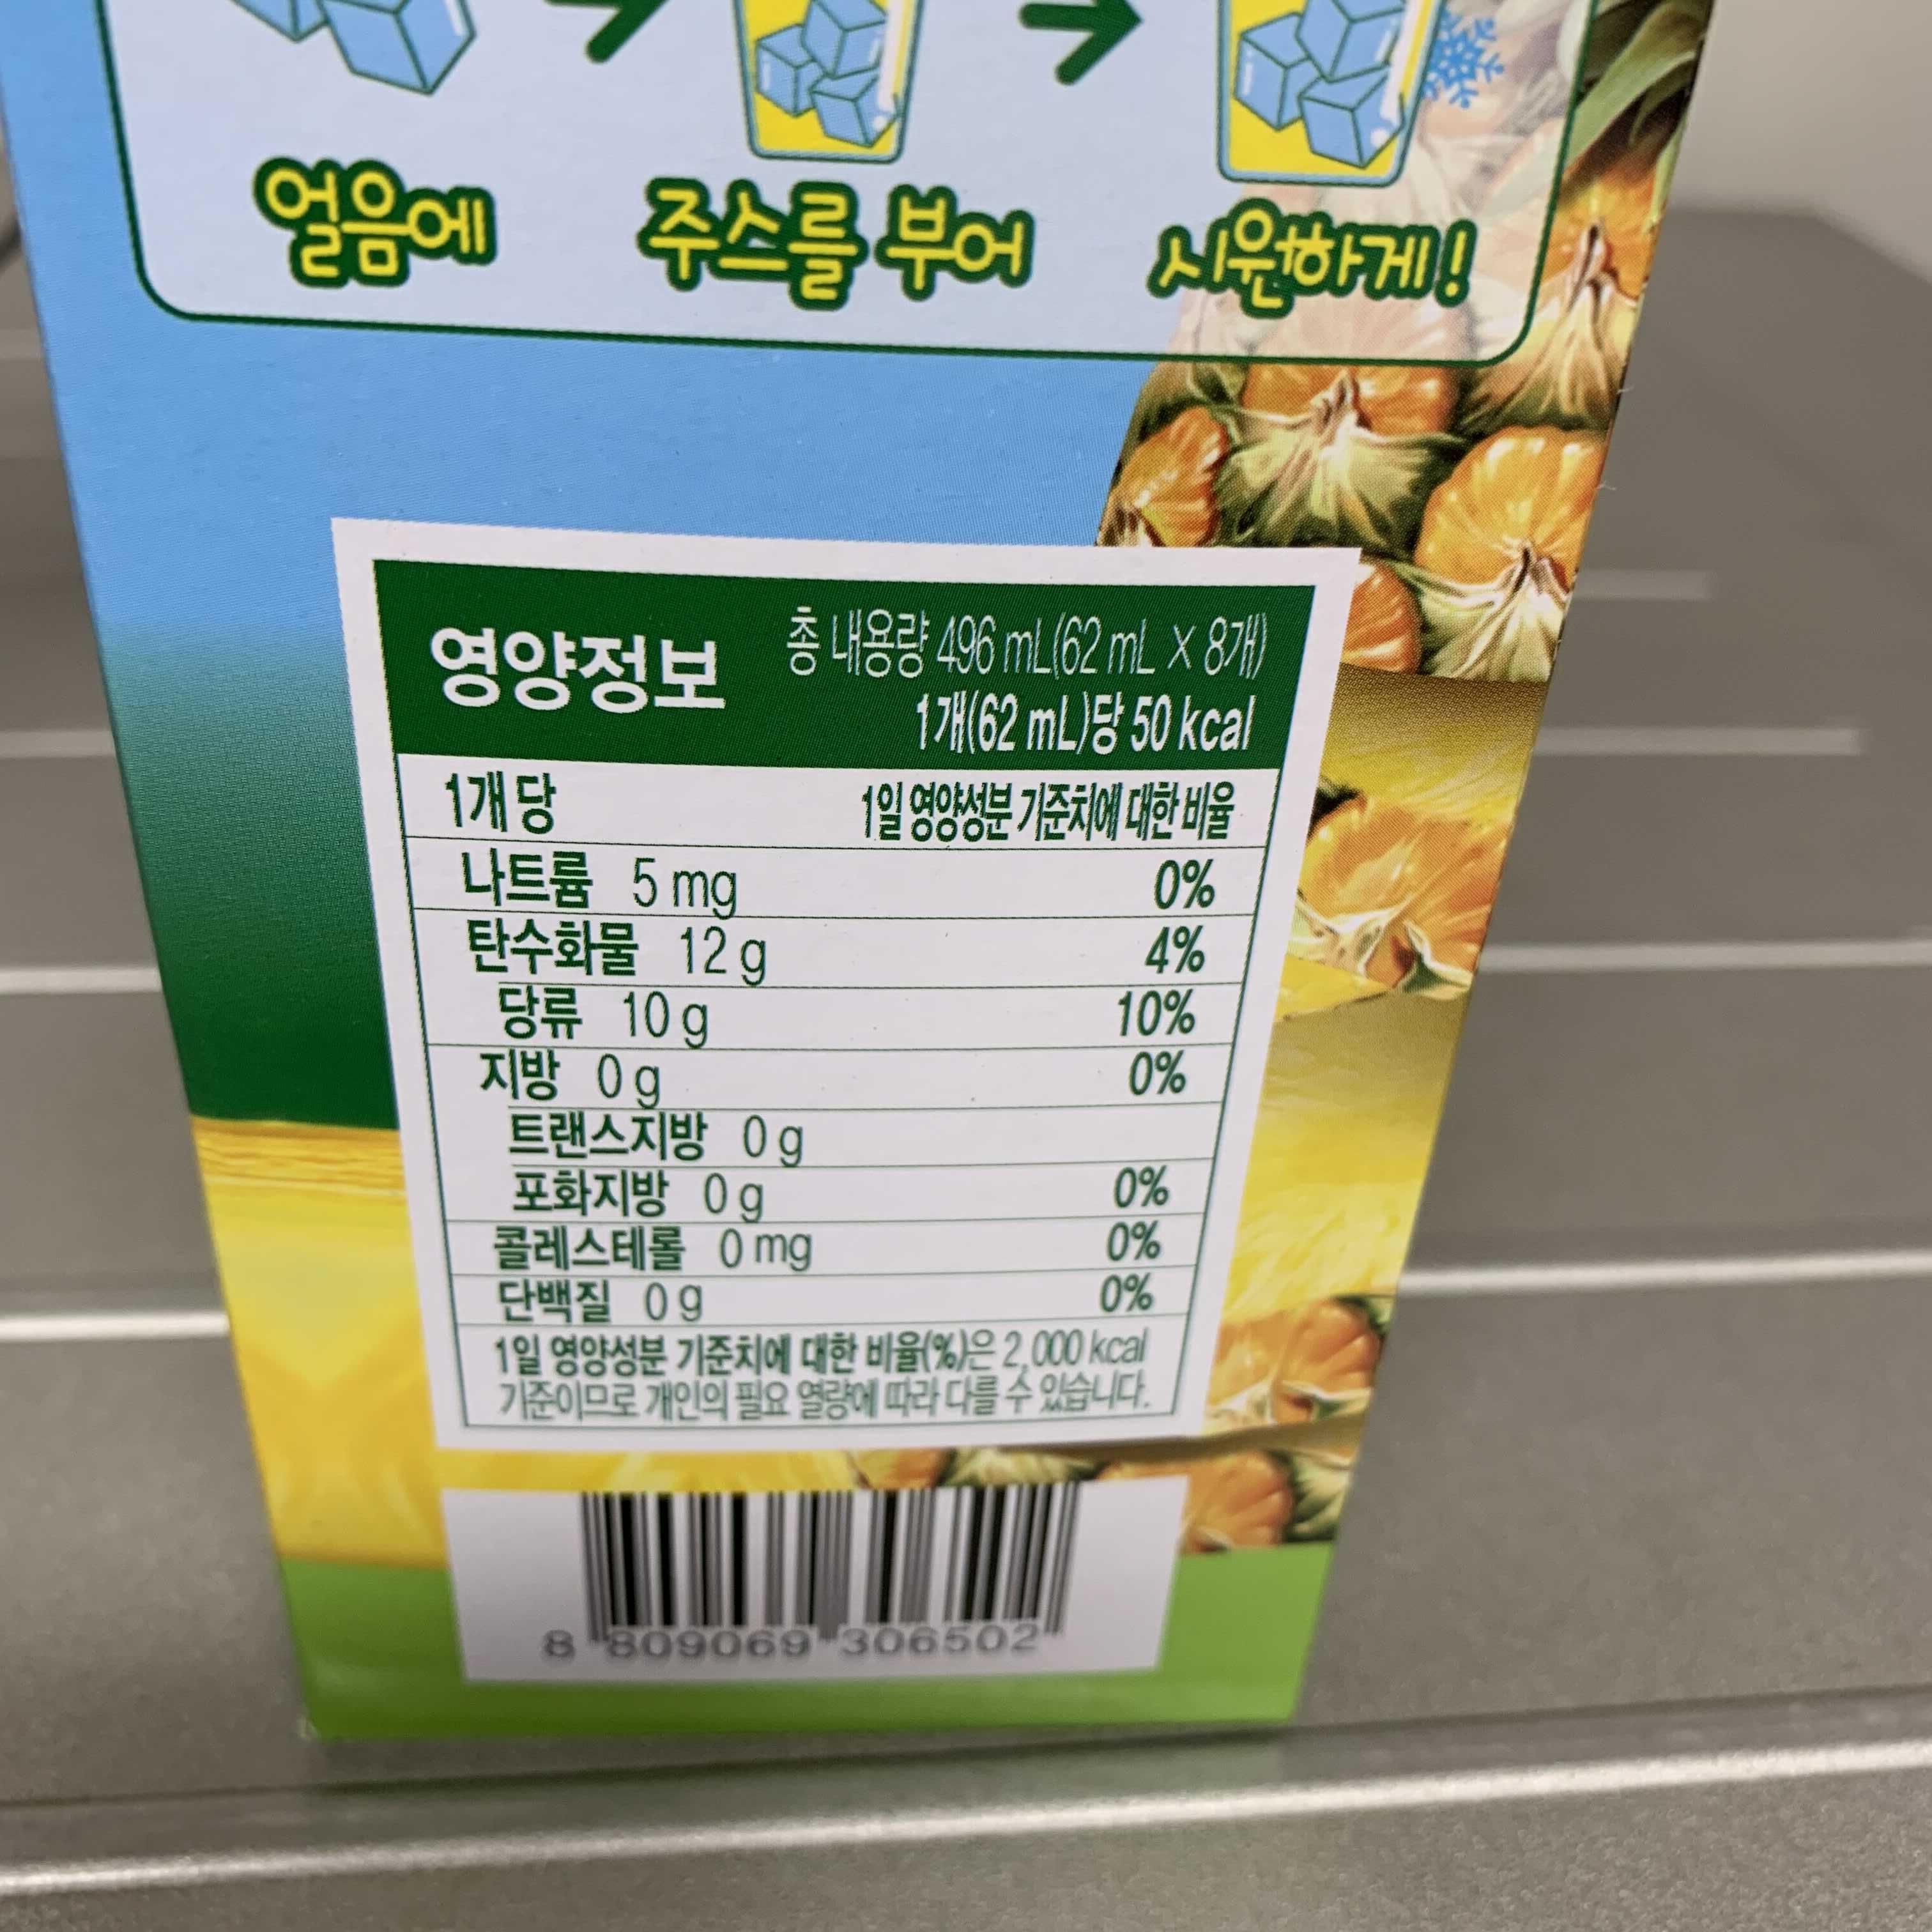 얼음에 주스를 부어 시원하게!
영양정보
총 내용량 496 mL(62 mL X 8개)
1개(62 mL)당 50 kcal
1개당 1일 영양성분 기준치에 대한 비율
나트륨 5 mg 0%
탄수화물 12 g 4%
당류 10 g 10%
지방 0 g 0%
트랜스지방 0 g
포화지방 0 g 0%
콜레스테롤 0 mg 0%
단백질 0 g 0%
1일 영양성분 기준치에 대한 비율(%)은 2,000 kcal
기준이므로 개인의 필요 열량에 따라 다를 수 있습니다.
8 809069 306502